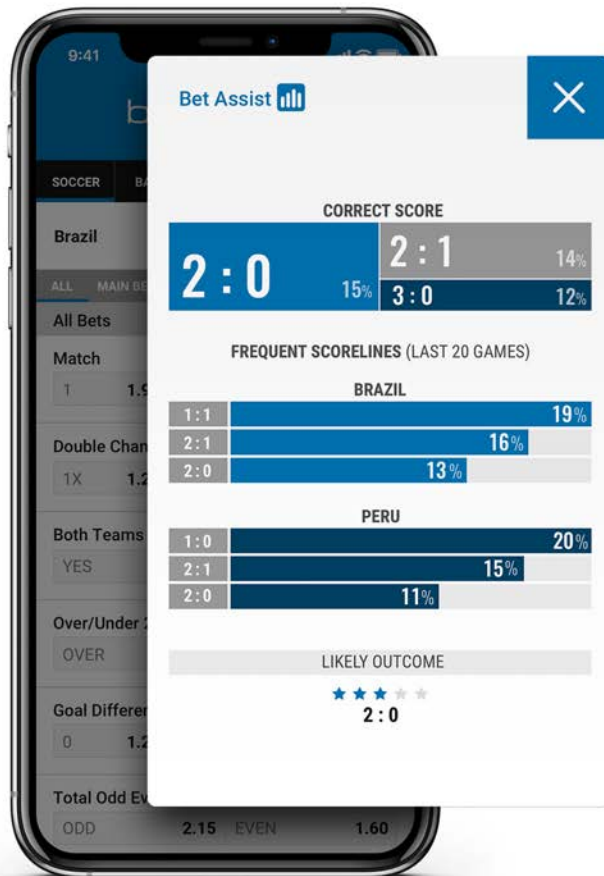 9:41
Bet Assist
SOCCER
Brazil
ALL MAIN
All Bets
Match
1
Double
1X
Both Teams
YES
Over/Under
OVER
Goal
0
Total Odd
ODD 2.15 EVEN 1.60
CORRECT SCORE
2 : 0 15%
2 : 1 14%
3 : 0 12%
FREQUENT SCORELINES (LAST 20 GAMES)
BRAZIL
1 : 1 19%
2 : 1 16%
2 : 0 13%
PERU
1 : 0 20%
2 : 1 15%
2 : 0 11%
LIKELY OUTCOME
2 : 0